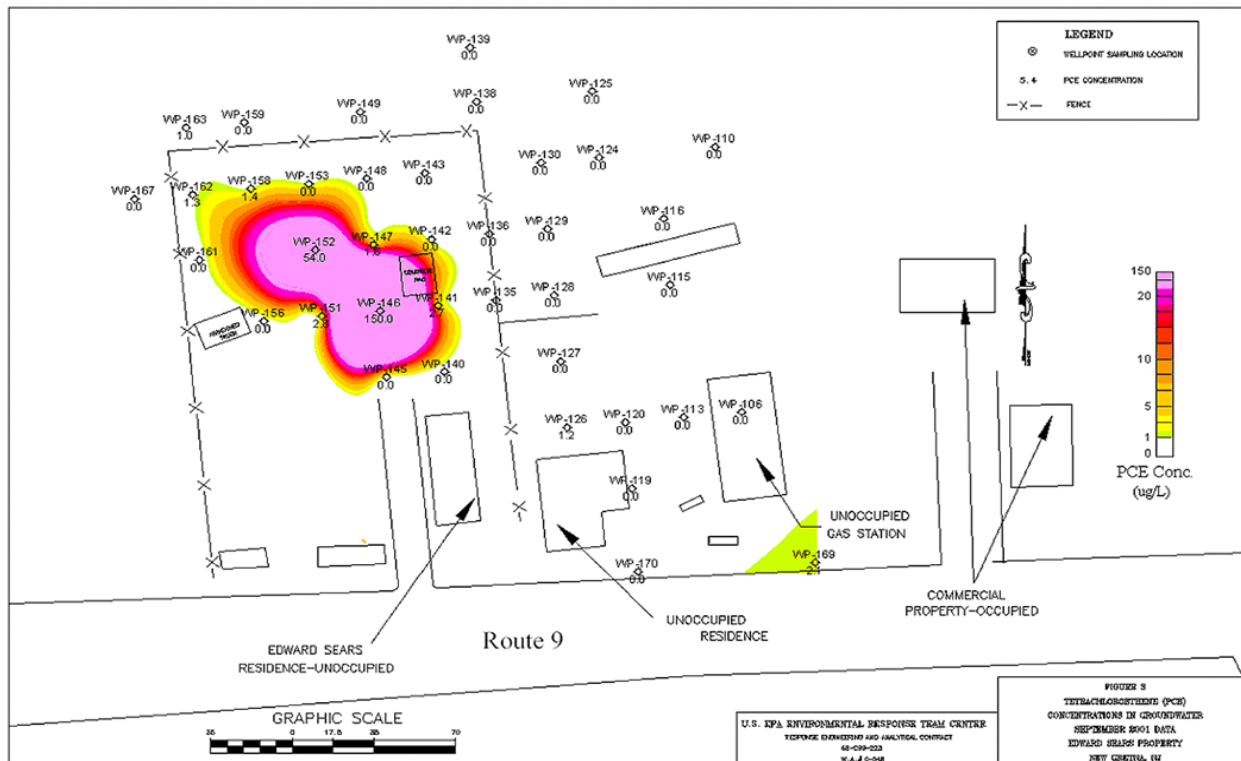 LEGEND
WELLPOINT SAMPLING LOCATION
5.4 PCE CONCENTRATION
FENCE
WP-139
0.0
WP-125
0.0
WP-138
0.0
WP-149
0.0
WP-159
0.0
WP-163
1.0
WP-110
0.0
WP-124
0.0
WP-130
0.0
WP-143
0.0
WP-148
0.0
WP-153
0.0
WP-158
1.4
WP-162
1.3
WP-167
0.0
WP-116
0.0
WP-129
0.0
WP-136
0.0
WP-142
0.0
WP-147
WP-152
54.0
WP-161
0.0
WP-115
0.0
WP-128
0.0
WP-135
0.0
WP-141
2.7
WP-146
150.0
WP-151
WP-156
0.0
WP-127
0.0
WP-140
0.0
WP-145
0.0
WP-106
0.0
WP-113
0.0
WP-120
0.0
WP-126
1.2
WP-119
0.0
WP-169
WP-170
0.0
150
20
10
5
1
0
PCE Conc.
(ug/L)
UNOCCUPIED
GAS STATION
COMMERCIAL
PROPERTY-OCCUPIED
UNOCCUPIED
RESIDENCE
EDWARD SEARS
RESIDENCE-UNOCCUPIED
Route 9
GRAPHIC SCALE
35 0 17.5 35 70
U.S. EPA ENVIRONMENTAL RESPONSE TEAM CENTER
RESPONSE ENGINEERING AND ANALYTICAL CONTRACT
68-C99-223
FIGURE
TETRACHLOROETHENE (PCE)
CONCENTRATIONS IN GROUNDWATER
SEPTEMBER 2001 DATA
EDWARD SEARS PROPERTY
NEW GRETNA, NJ